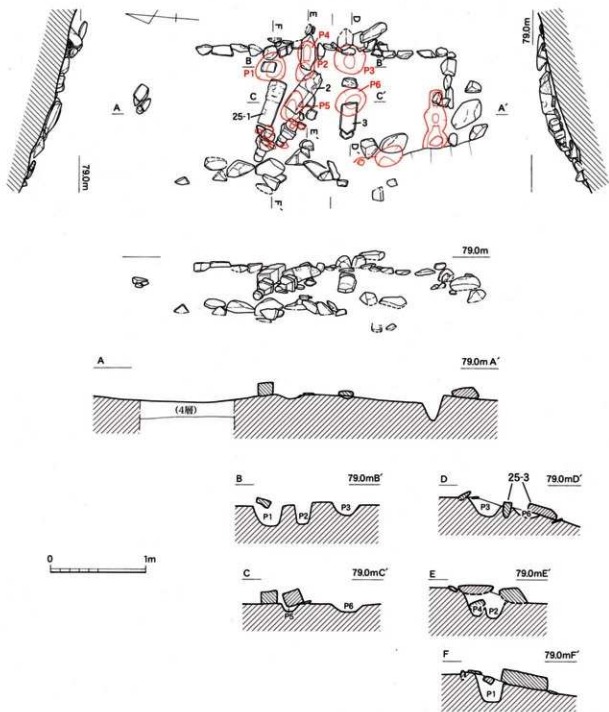 F E D
P4
B P1 P2 P3 B'
P6
C 2 C'
P5
25-1 E' 3
D'
F'
A A'
79.0m
79.0m
79.0m
A 79.0m A'
(4層)
B 79.0mB'
P1 P2 P3
25-3
D 79.0mD'
P3 P6
0 1m
C 79.0mC'
P5 P6
E 79.0mE'
P4 P2
F 79.0mF'
P1